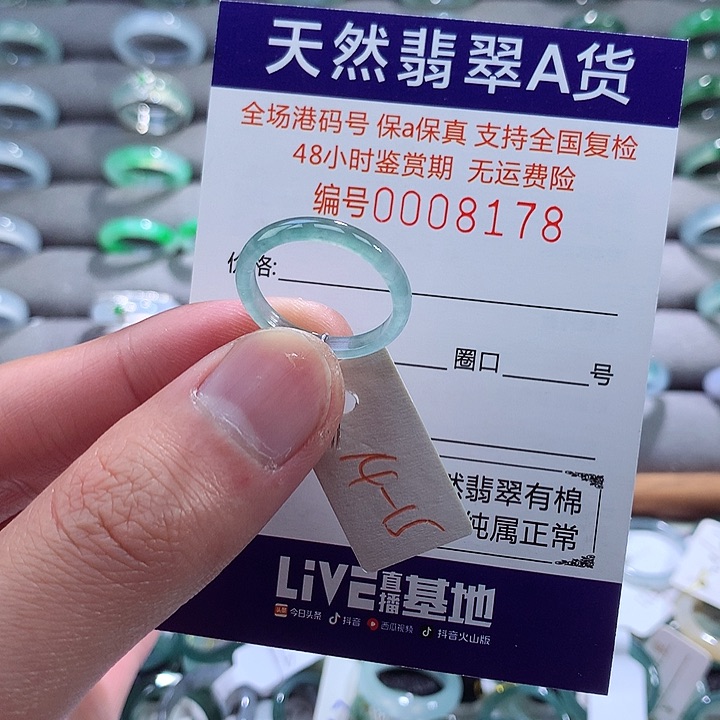 天然翡翠A货
全场港码号 保a保真 支持全国复检
48小时鉴赏期 无运费险
编号0008178
价格:
圈口 号
然翡翠有棉
纯属正常
LiVE直播基地
今日头条 抖音 西瓜视频 抖音火山版